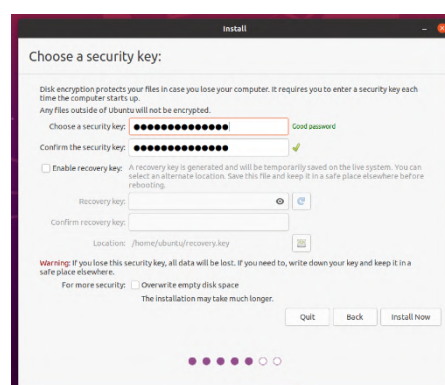 Install
Choose a security key:
Disk encryption protects your files in case you lose your computer. It requires you to enter a security key each
time the computer starts up.
Any files outside of Ubuntu will not be encrypted.
Choose a security key: ●●●●●●●●●●●●●● Good password
Confirm the security key: ●●●●●●●●●●●●●●
Enable recovery key: A recovery key is generated and will be temporarily saved on the live system. You can
select an alternate location. Save this file and keep it in a safe place elsewhere before
rebooting.
Recovery key:
Confirm recovery key:
Location: /home/ubuntu/recovery.key
Warning: If you lose this security key, all data will be lost. If you need to, write down your key and keep it in a
safe place elsewhere.
For more security: Overwrite empty disk space
The installation may take much longer.
Quit Back Install Now